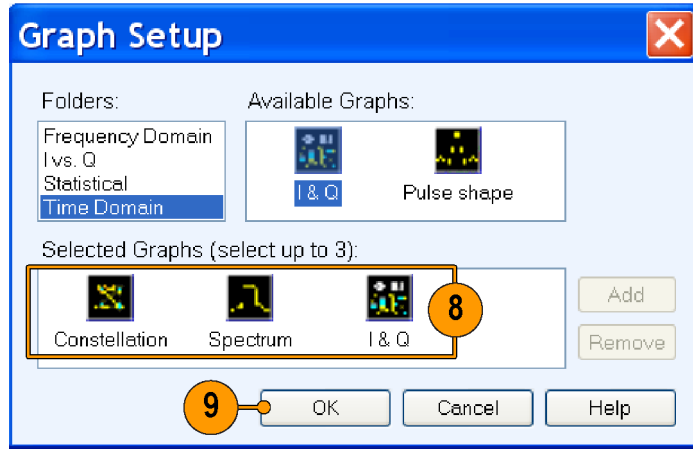 Graph Setup
Folders:
Available Graphs:
Frequency Domain
I vs. Q
Statistical
Time Domain
I & Q
Pulse shape
Selected Graphs (select up to 3):
Constellation
Spectrum
I & Q
8
Add
Remove
9
OK
Cancel
Help